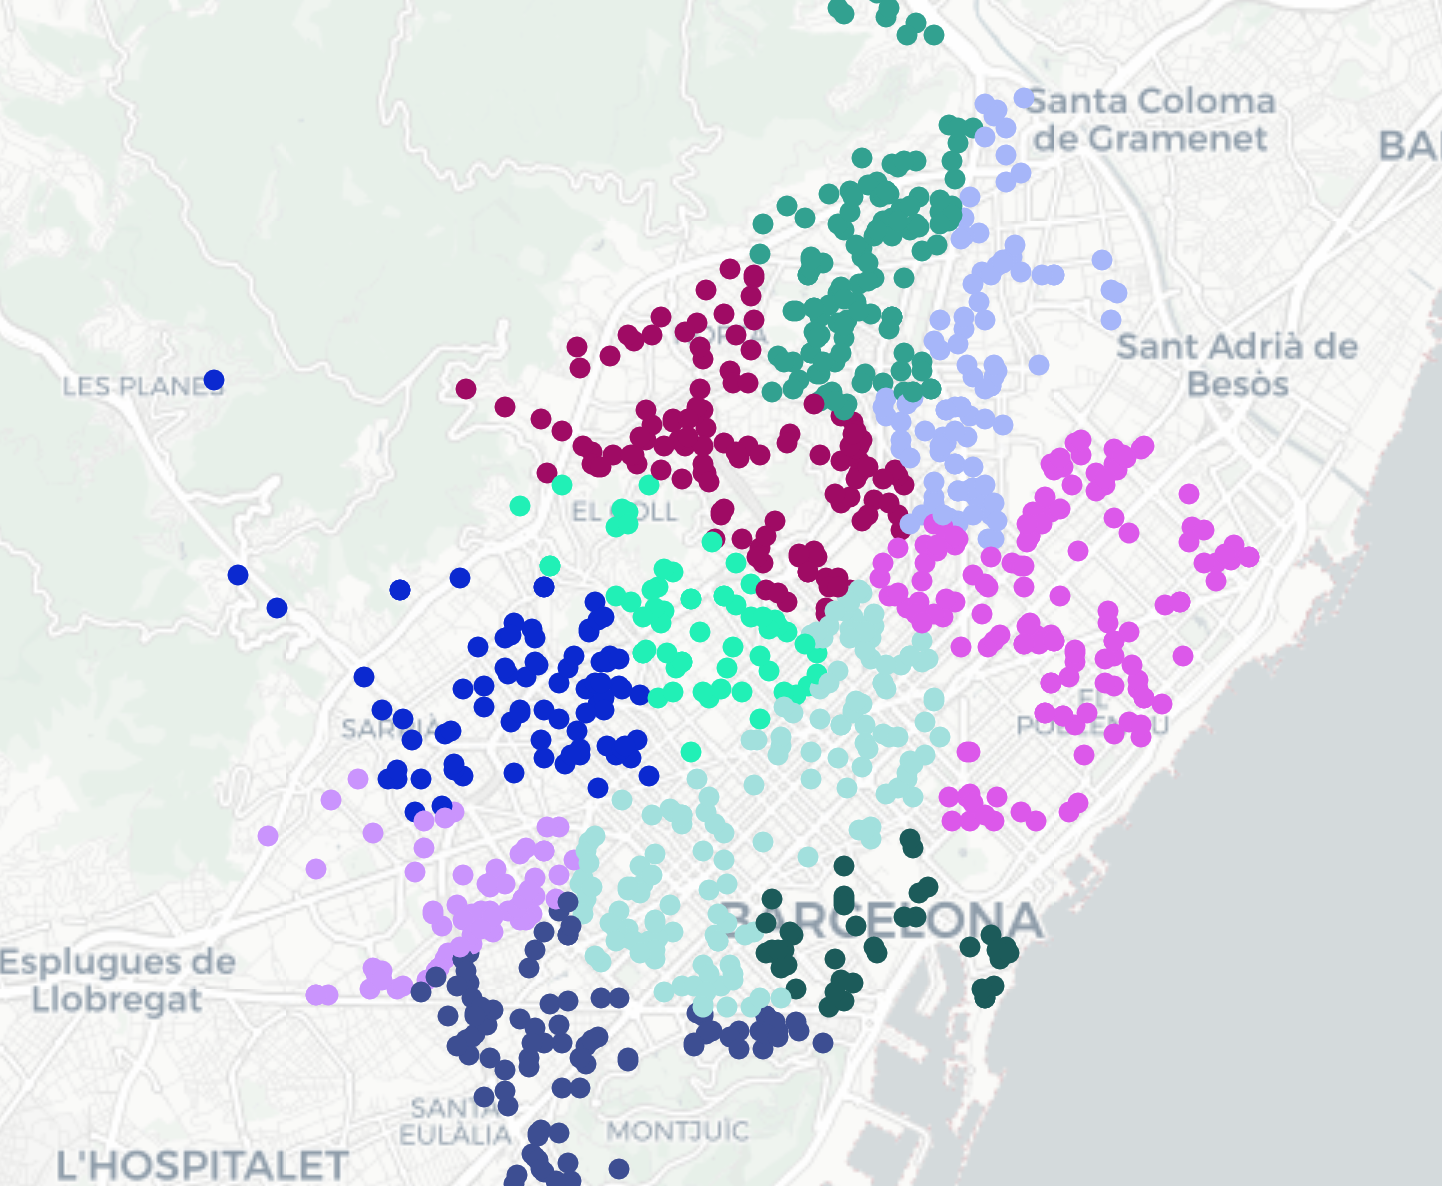 Santa Coloma
de Gramenet
BA
Sant Adrià de
Besòs
LES PLANES
EL COLL
SARRIÀ
EL
POBLENOU
BARCELONA
Esplugues de
Llobregat
SANTA
EULÀLIA
MONTJUÏC
L'HOSPITALET